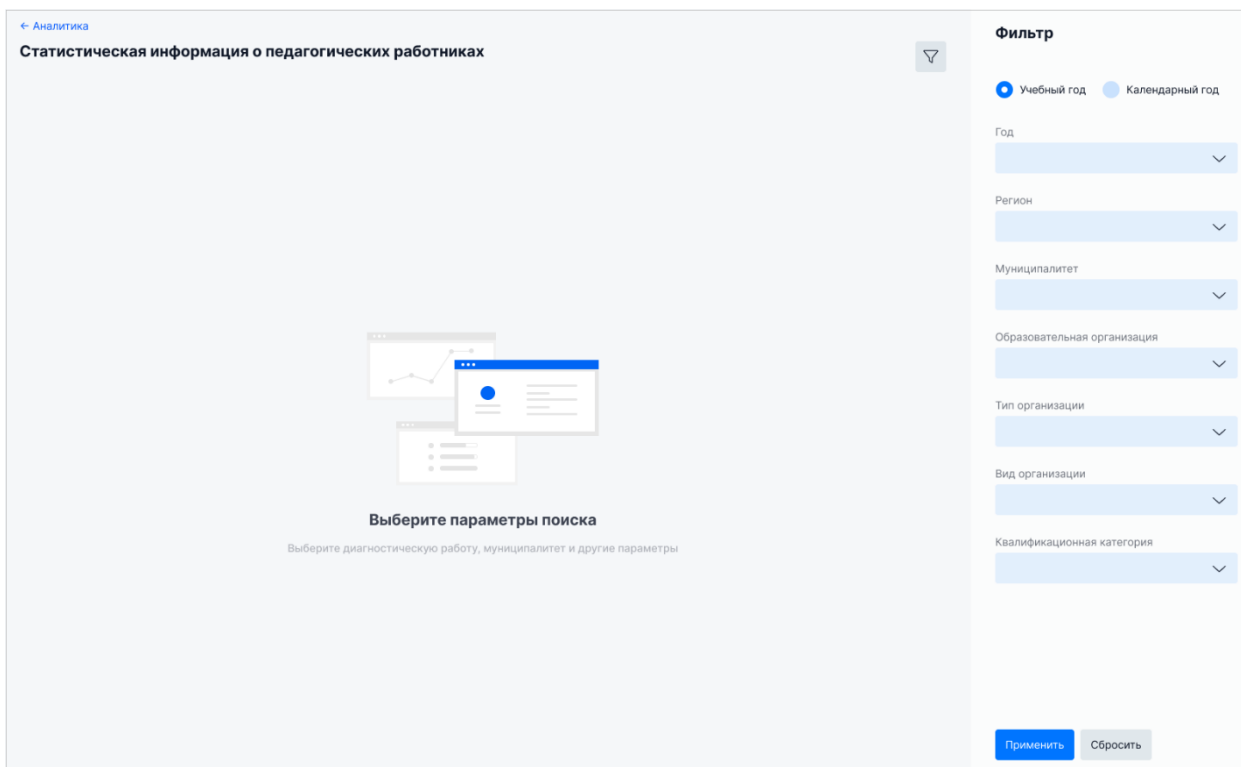 ← Аналитика
Статистическая информация о педагогических работниках
Выберите параметры поиска
Выберите диагностическую работу, муниципалитет и другие параметры
Фильтр
Учебный год Календарный год
Год
Регион
Муниципалитет
Образовательная организация
Тип организации
Вид организации
Квалификационная категория
Применить Сбросить